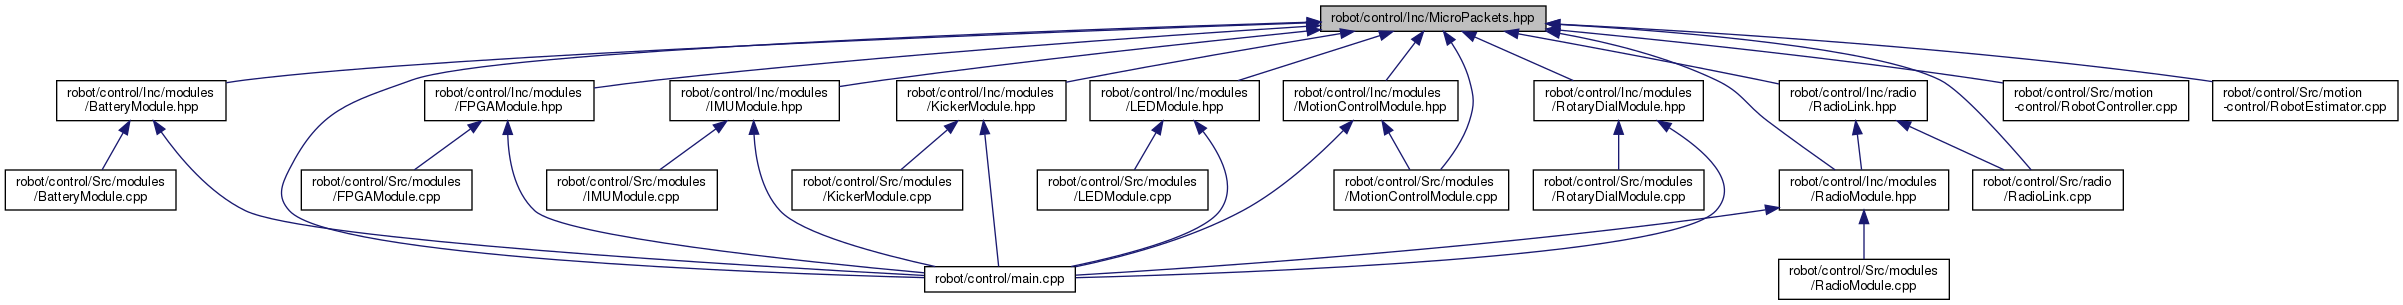 robot/control/Inc/MicroPackets.hpp
robot/control/Inc/modules
/BatteryModule.hpp
robot/control/Inc/modules
/FPGAModule.hpp
robot/control/Inc/modules
/IMUModule.hpp
robot/control/Inc/modules
/KickerModule.hpp
robot/control/Inc/modules
/LEDModule.hpp
robot/control/Inc/modules
/MotionControlModule.hpp
robot/control/Inc/modules
/RotaryDialModule.hpp
robot/control/Inc/radio
/RadioLink.hpp
robot/control/Src/motion
-control/RobotController.cpp
robot/control/Src/motion
-control/RobotEstimator.cpp
robot/control/Src/modules
/BatteryModule.cpp
robot/control/Src/modules
/FPGAModule.cpp
robot/control/Src/modules
/IMUModule.cpp
robot/control/Src/modules
/KickerModule.cpp
robot/control/Src/modules
/LEDModule.cpp
robot/control/Src/modules
/MotionControlModule.cpp
robot/control/Src/modules
/RotaryDialModule.cpp
robot/control/Inc/modules
/RadioModule.hpp
robot/control/Src/radio
/RadioLink.cpp
robot/control/main.cpp
robot/control/Src/modules
/RadioModule.cpp